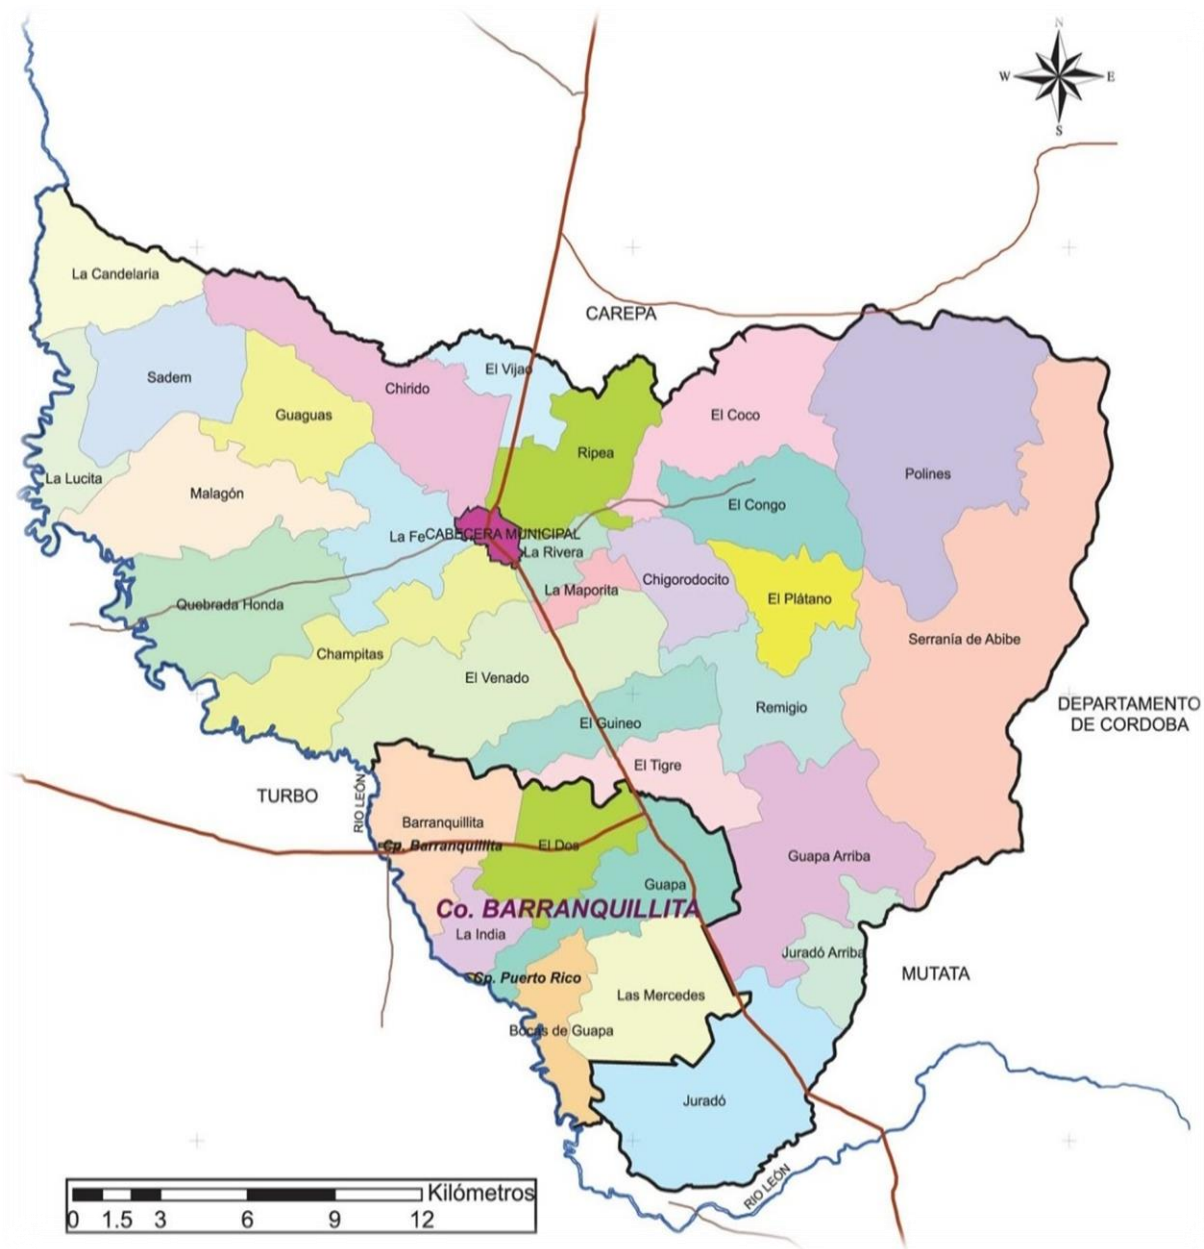 N
W
E
S
La Candelaria
CAREPA
Sadem
El Vijao
Chirido
Guaguas
El Coco
Ripea
Polines
La Lucita
Malagón
El Congo
La Fe
CABECERA MUNICIPAL
La Rivera
Chigorodocito
La Maporita
El Plátano
Quebrada Honda
Serranía de Abibe
Champitas
El Venado
Remigio
DEPARTAMENTO
DE CORDOBA
El Guineo
El Tigre
TURBO
RIO LEÓN
Barranquillita
Cp. Barranquillita
El Dos
Guapa Arriba
Guapa
Co. BARRANQUILLITA
La India
Juradó Arriba
MUTATA
Cp. Puerto Rico
Las Mercedes
Bocas de Guapa
Juradó
RIO LEÓN
Kilómetros
0 1.5 3 6 9 12